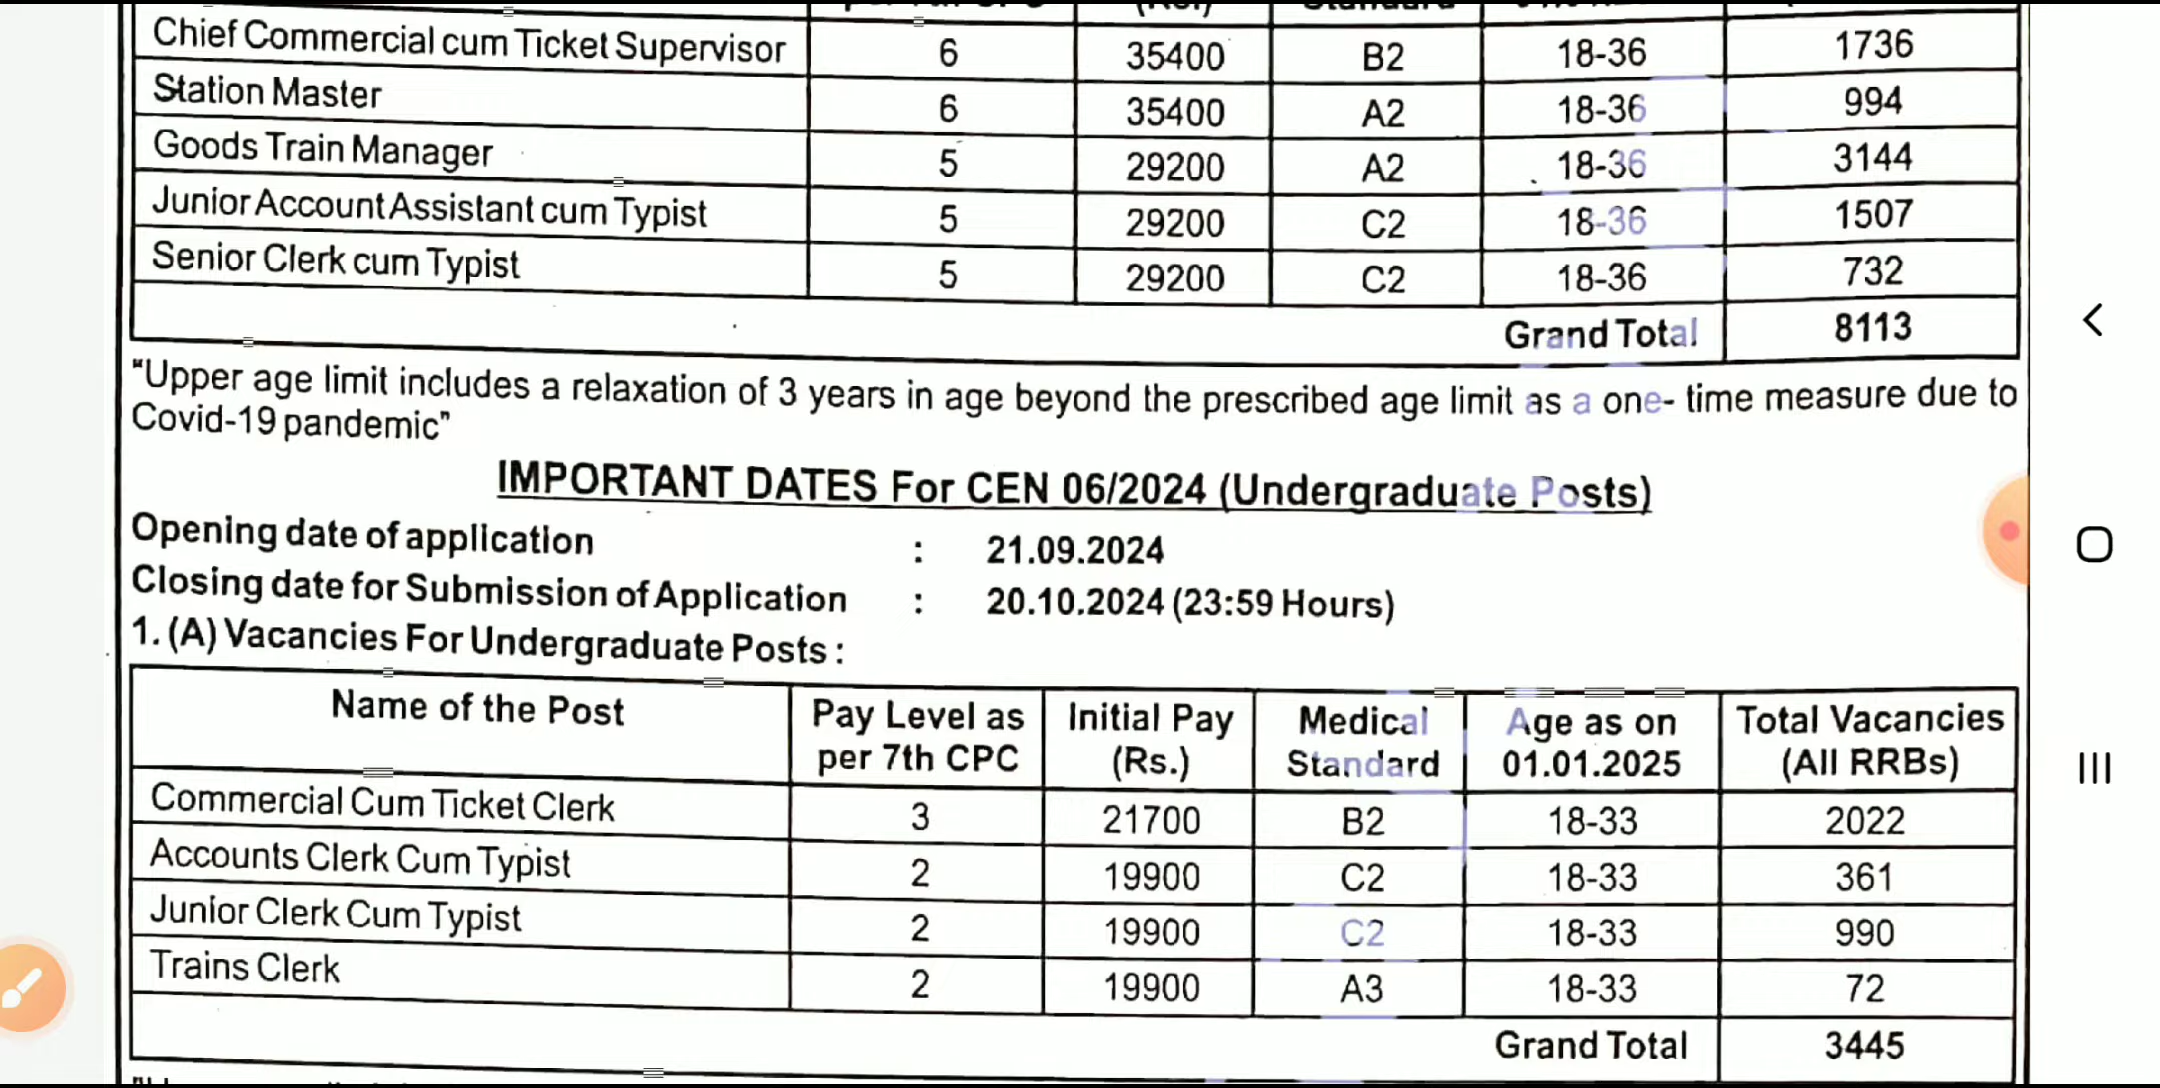 Chief Commercial cum Ticket Supervisor 6 35400 B2 18-36 1736
Station Master 6 35400 A2 18-36 994
Goods Train Manager 5 29200 A2 18-36 3144
Junior Account Assistant cum Typist 5 29200 C2 18-36 1507
Senior Clerk cum Typist 5 29200 C2 18-36 732
Grand Total 8113
"Upper age limit includes a relaxation of 3 years in age beyond the prescribed age limit as a one- time measure due to
Covid-19 pandemic"
IMPORTANT DATES For CEN 06/2024 (Undergraduate Posts)
Opening date of application : 21.09.2024
Closing date for Submission of Application : 20.10.2024 (23:59 Hours)
1. (A) Vacancies For Undergraduate Posts :
Name of the Post Pay Level as per 7th CPC Initial Pay (Rs.) Medical Standard Age as on 01.01.2025 Total Vacancies (All RRBs)
Commercial Cum Ticket Clerk 3 21700 B2 18-33 2022
Accounts Clerk Cum Typist 2 19900 C2 18-33 361
Junior Clerk Cum Typist 2 19900 C2 18-33 990
Trains Clerk 2 19900 A3 18-33 72
Grand Total 3445